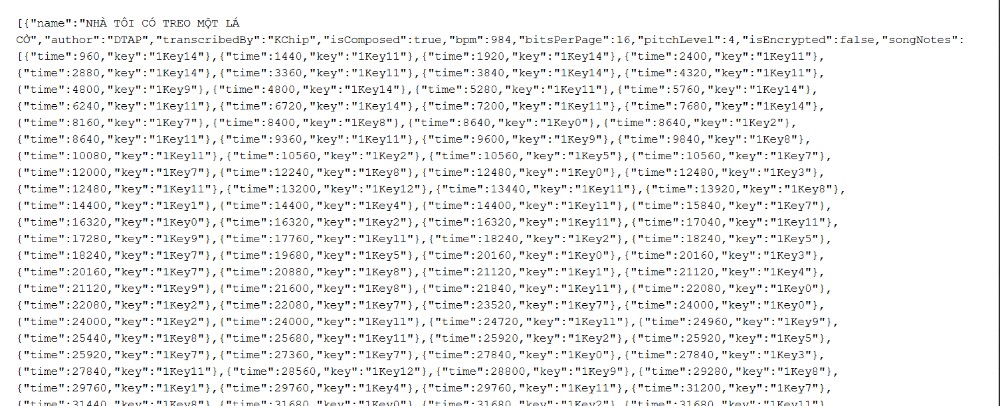 [{"name":"NHÀ TÔI CÓ TREO MỘT LÁ
CỜ","author":"DTAP","transcribedBy":"KChip","isComposed":true,"bpm":984,"bitsPerPage":16,"pitchLevel":4,"isEncrypted":false,"songNotes":
[{"time":960,"key":"1Key14"},{"time":1440,"key":"1Key11"},{"time":1920,"key":"1Key14"},{"time":2400,"key":"1Key11"},
{"time":2880,"key":"1Key14"},{"time":3360,"key":"1Key11"},{"time":3840,"key":"1Key14"},{"time":4320,"key":"1Key11"},
{"time":4800,"key":"1Key9"},{"time":4800,"key":"1Key14"},{"time":5280,"key":"1Key11"},{"time":5760,"key":"1Key14"},
{"time":6240,"key":"1Key11"},{"time":6720,"key":"1Key14"},{"time":7200,"key":"1Key11"},{"time":7680,"key":"1Key14"},
{"time":8160,"key":"1Key7"},{"time":8400,"key":"1Key8"},{"time":8640,"key":"1Key0"},{"time":8640,"key":"1Key2"},
{"time":8640,"key":"1Key11"},{"time":9360,"key":"1Key11"},{"time":9600,"key":"1Key9"},{"time":9840,"key":"1Key8"},
{"time":10080,"key":"1Key11"},{"time":10560,"key":"1Key2"},{"time":10560,"key":"1Key5"},{"time":10560,"key":"1Key7"},
{"time":12000,"key":"1Key7"},{"time":12240,"key":"1Key8"},{"time":12480,"key":"1Key0"},{"time":12480,"key":"1Key3"},
{"time":12480,"key":"1Key11"},{"time":13200,"key":"1Key12"},{"time":13440,"key":"1Key11"},{"time":13920,"key":"1Key8"},
{"time":14400,"key":"1Key1"},{"time":14400,"key":"1Key4"},{"time":14400,"key":"1Key11"},{"time":15840,"key":"1Key7"},
{"time":16320,"key":"1Key0"},{"time":16320,"key":"1Key2"},{"time":16320,"key":"1Key11"},{"time":17040,"key":"1Key11"},
{"time":17280,"key":"1Key9"},{"time":17760,"key":"1Key11"},{"time":18240,"key":"1Key2"},{"time":18240,"key":"1Key5"},
{"time":18240,"key":"1Key7"},{"time":19680,"key":"1Key5"},{"time":20160,"key":"1Key0"},{"time":20160,"key":"1Key3"},
{"time":20160,"key":"1Key7"},{"time":20880,"key":"1Key8"},{"time":21120,"key":"1Key1"},{"time":21120,"key":"1Key4"},
{"time":21120,"key":"1Key9"},{"time":21600,"key":"1Key8"},{"time":21840,"key":"1Key11"},{"time":22080,"key":"1Key0"},
{"time":22080,"key":"1Key2"},{"time":22080,"key":"1Key7"},{"time":23520,"key":"1Key7"},{"time":24000,"key":"1Key0"},
{"time":24000,"key":"1Key2"},{"time":24000,"key":"1Key11"},{"time":24720,"key":"1Key11"},{"time":24960,"key":"1Key9"},
{"time":25440,"key":"1Key8"},{"time":25680,"key":"1Key11"},{"time":25920,"key":"1Key2"},{"time":25920,"key":"1Key5"},
{"time":25920,"key":"1Key7"},{"time":27360,"key":"1Key7"},{"time":27840,"key":"1Key0"},{"time":27840,"key":"1Key3"},
{"time":27840,"key":"1Key11"},{"time":28560,"key":"1Key12"},{"time":28800,"key":"1Key9"},{"time":29280,"key":"1Key8"},
{"time":29760,"key":"1Key1"},{"time":29760,"key":"1Key4"},{"time":29760,"key":"1Key11"},{"time":31200,"key":"1Key7"},
{"time":31440,"key":"1Key8"},{"time":31680,"key":"1Key0"},{"time":31680,"key":"1Key2"},{"time":31680,"key":"1Key11"},